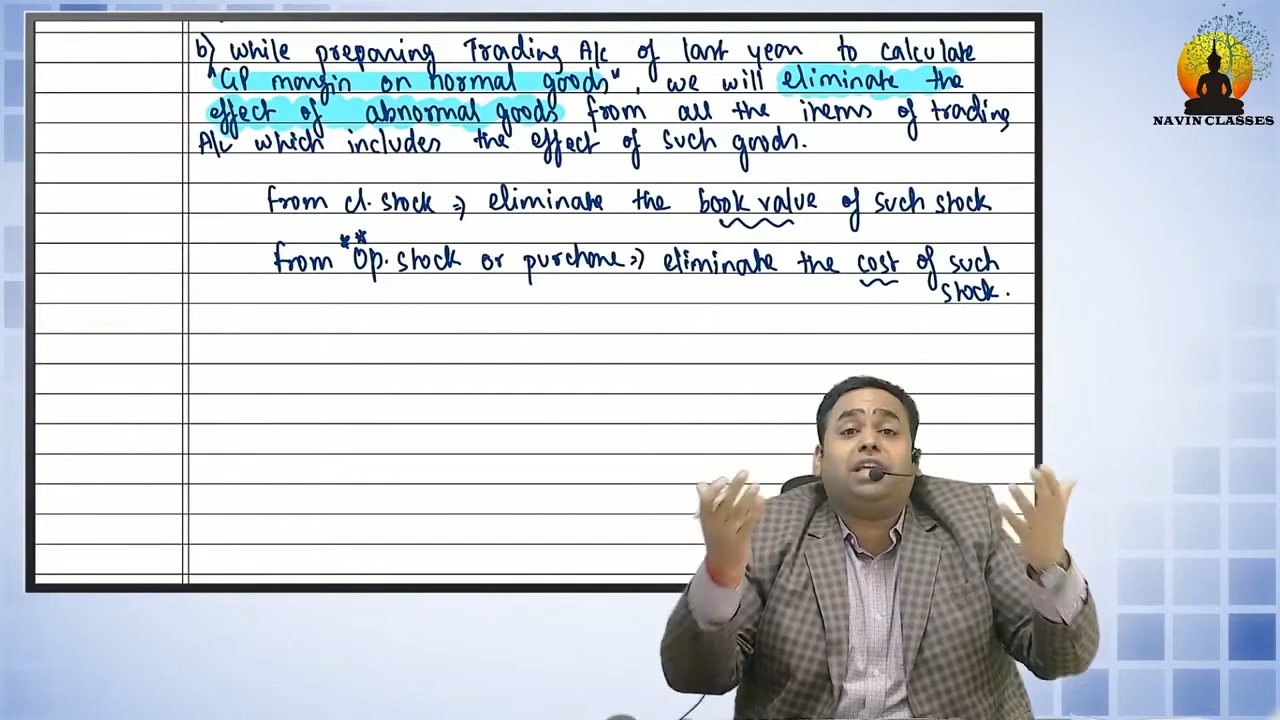 b) while preparing Trading A/c of last year to calculate
"GP margin on normal goods", we will eliminate the
effect of abnormal goods from all the items of trading
A/c which includes the effect of such goods.
from cl. stock ⇒ eliminate the book value of such stock
from **Op. stock or purchase ⇒ eliminate the cost of such
stock.
NAVIN CLASSES